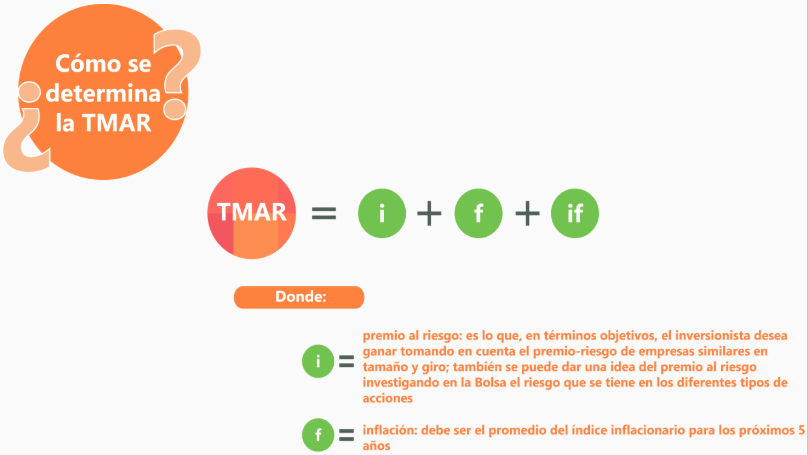 ¿Cómo se
determina
la TMAR?
TMAR = i + f + if
Donde:
i = premio al riesgo: es lo que, en términos objetivos, el inversionista desea
ganar tomando en cuenta el premio-riesgo de empresas similares en
tamaño y giro; también se puede dar una idea del premio al riesgo
investigando en la Bolsa el riesgo que se tiene en los diferentes tipos de
acciones
f = inflación: debe ser el promedio del índice inflacionario para los próximos 5
años